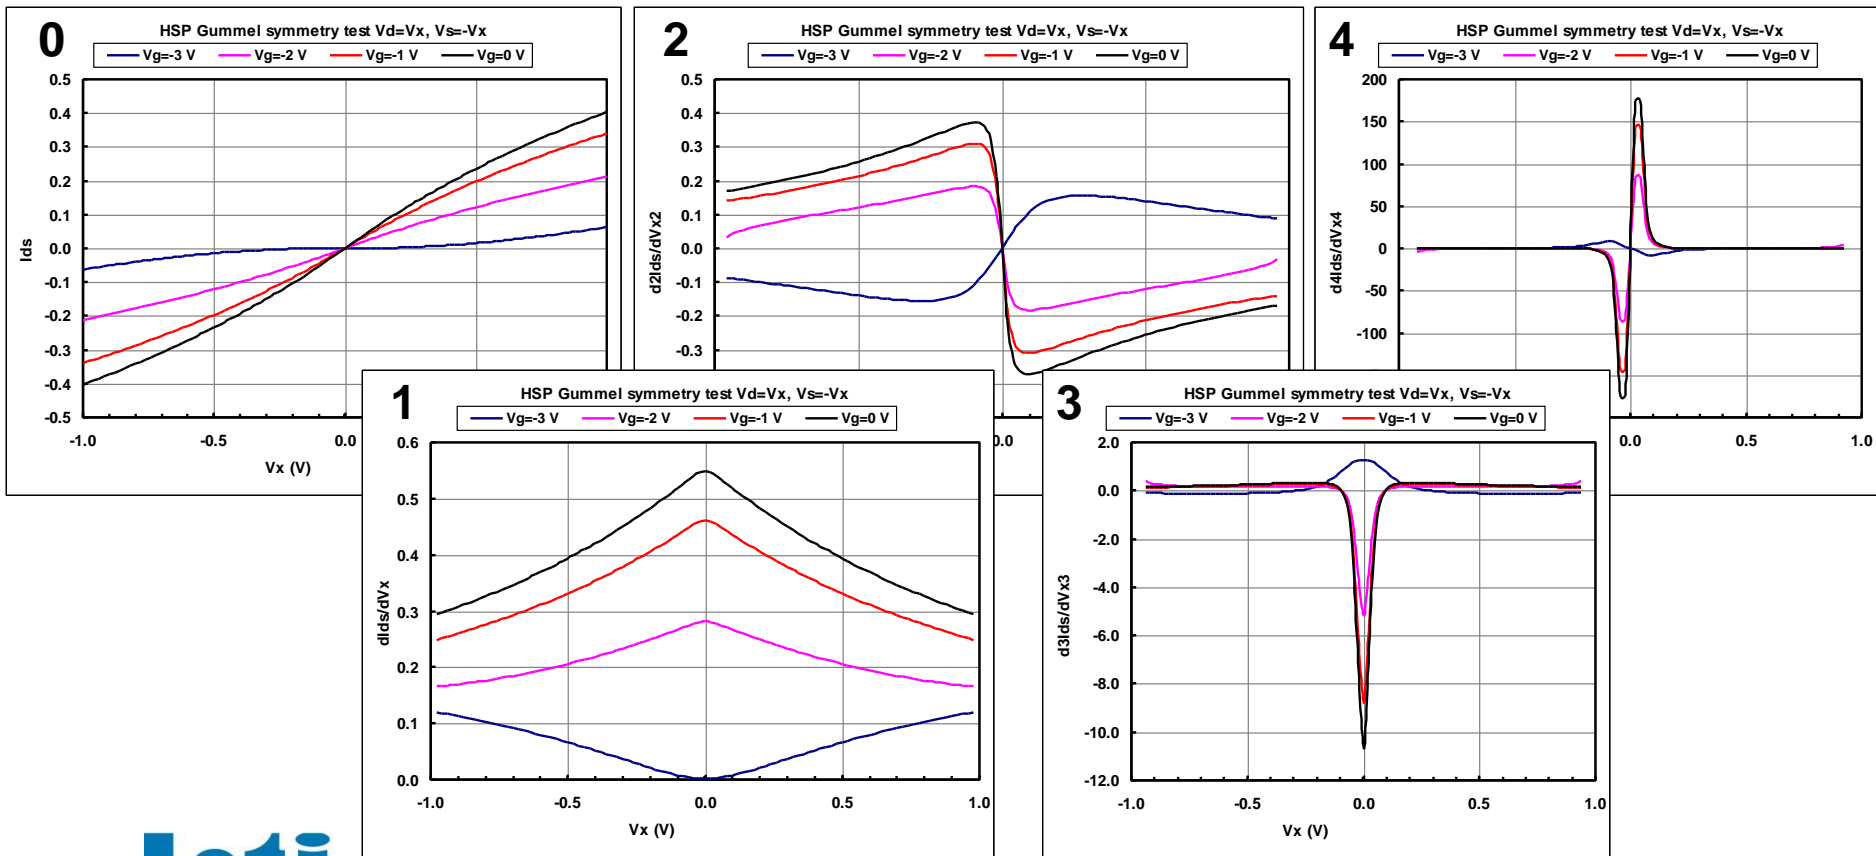 0
HSP Gummel symmetry test Vd=Vx, Vs=-Vx
Vg=-3 V Vg=-2 V Vg=-1 V Vg=0 V
0.5
0.4
0.3
0.2
0.1
0.0
-0.1
-0.2
-0.3
-0.4
-0.5
Ids
-1.0 -0.5 0.0
Vx (V)
2
HSP Gummel symmetry test Vd=Vx, Vs=-Vx
Vg=-3 V Vg=-2 V Vg=-1 V Vg=0 V
0.5
0.4
0.3
0.2
0.1
0.0
-0.1
-0.2
-0.3
d2Ids/dVx2
0.0
4
HSP Gummel symmetry test Vd=Vx, Vs=-Vx
Vg=-3 V Vg=-2 V Vg=-1 V Vg=0 V
200
150
100
50
0
-50
-100
d4Ids/dVx4
0.0 0.5 1.0
1
HSP Gummel symmetry test Vd=Vx, Vs=-Vx
Vg=-3 V Vg=-2 V Vg=-1 V Vg=0 V
0.6
0.5
0.4
0.3
0.2
0.1
0.0
dIds/dVx
-1.0 -0.5 0.0 0.5 1.0
Vx (V)
3
HSP Gummel symmetry test Vd=Vx, Vs=-Vx
Vg=-3 V Vg=-2 V Vg=-1 V Vg=0 V
2.0
0.0
-2.0
-4.0
-6.0
-8.0
-10.0
-12.0
d3Ids/dVx3
-1.0 -0.5 0.0 0.5 1.0
Vx (V)
leti